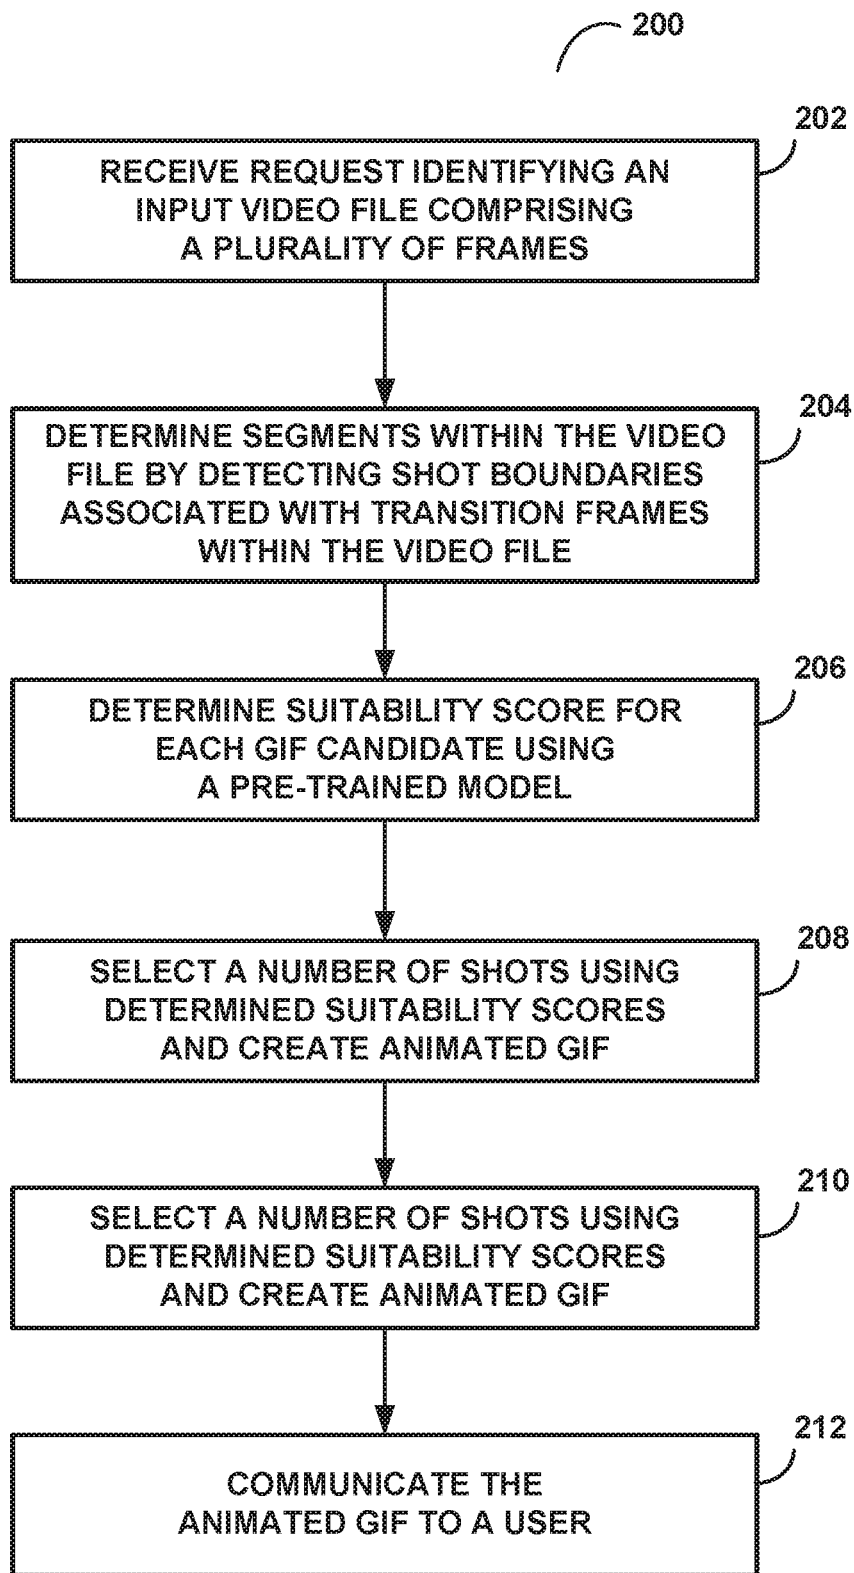 200
202
RECEIVE REQUEST IDENTIFYING AN
INPUT VIDEO FILE COMPRISING
A PLURALITY OF FRAMES
204
DETERMINE SEGMENTS WITHIN THE VIDEO
FILE BY DETECTING SHOT BOUNDARIES
ASSOCIATED WITH TRANSITION FRAMES
WITHIN THE VIDEO FILE
206
DETERMINE SUITABILITY SCORE FOR
EACH GIF CANDIDATE USING
A PRE-TRAINED MODEL
208
SELECT A NUMBER OF SHOTS USING
DETERMINED SUITABILITY SCORES
AND CREATE ANIMATED GIF
210
SELECT A NUMBER OF SHOTS USING
DETERMINED SUITABILITY SCORES
AND CREATE ANIMATED GIF
212
COMMUNICATE THE
ANIMATED GIF TO A USER